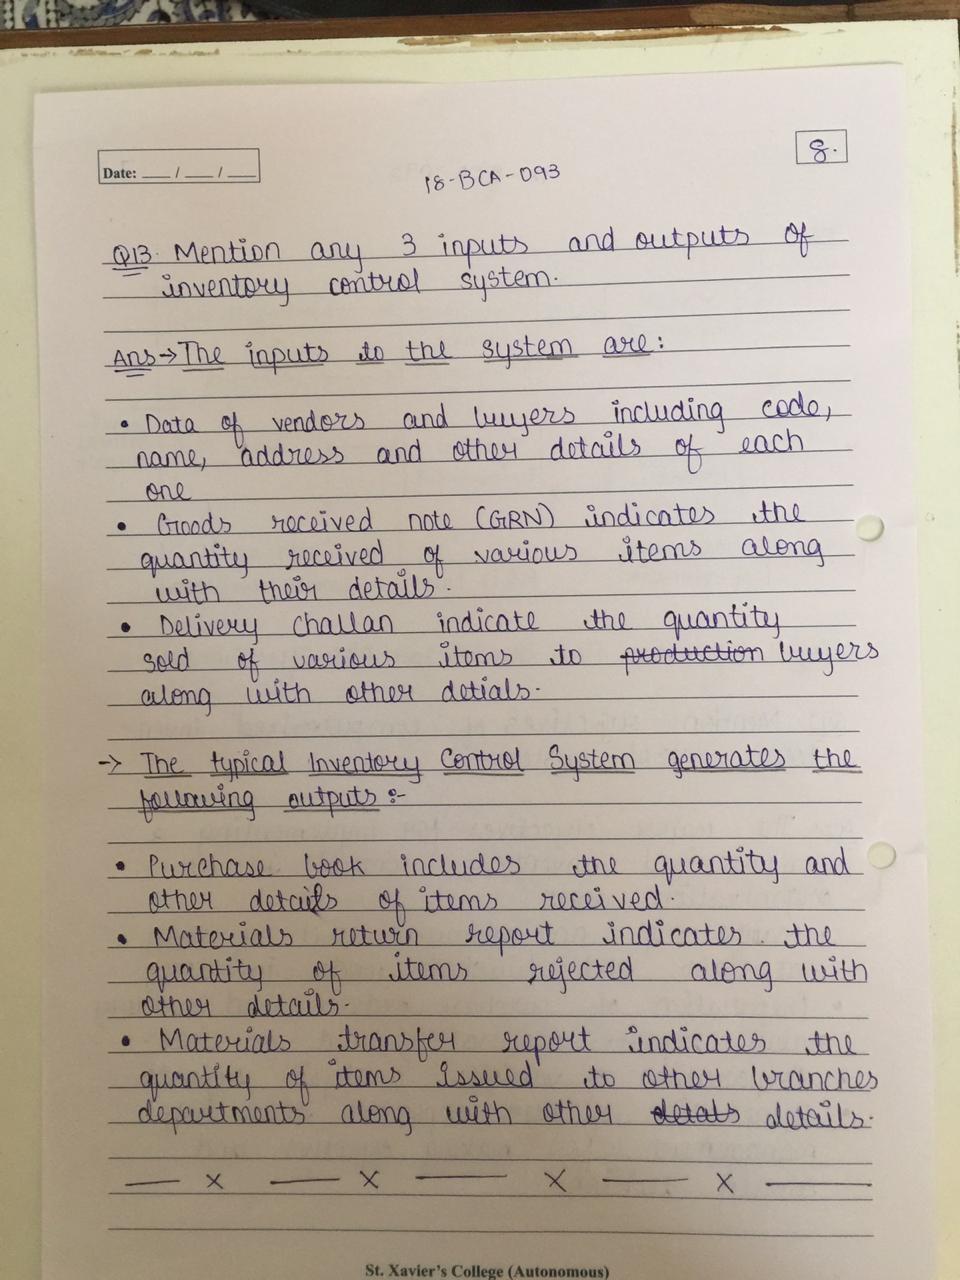 Date: ___ / ___ / ___
8.
18-BCA-093
Q13. Mention any 3 inputs and outputs of
inventory control system.
Ans→ The inputs to the system are:
• Data of vendors and buyers including code,
name, address and other details of each
one
• Goods received note (GRN) indicates the
quantity received of various items along
with their details.
• Delivery challan indicate the quantity
sold of various items to production buyers
along with other detials.
→ The typical Inventory Control System generates the
following outputs :-
• Purchase book includes the quantity and
other details of items received.
• Materials return report indicates the
quantity of items rejected along with
other details.
• Materials transfer report indicates the
quantity of items issued to other branches
departments along with other detals details.
— x — x — x — x —
St. Xavier's College (Autonomous)